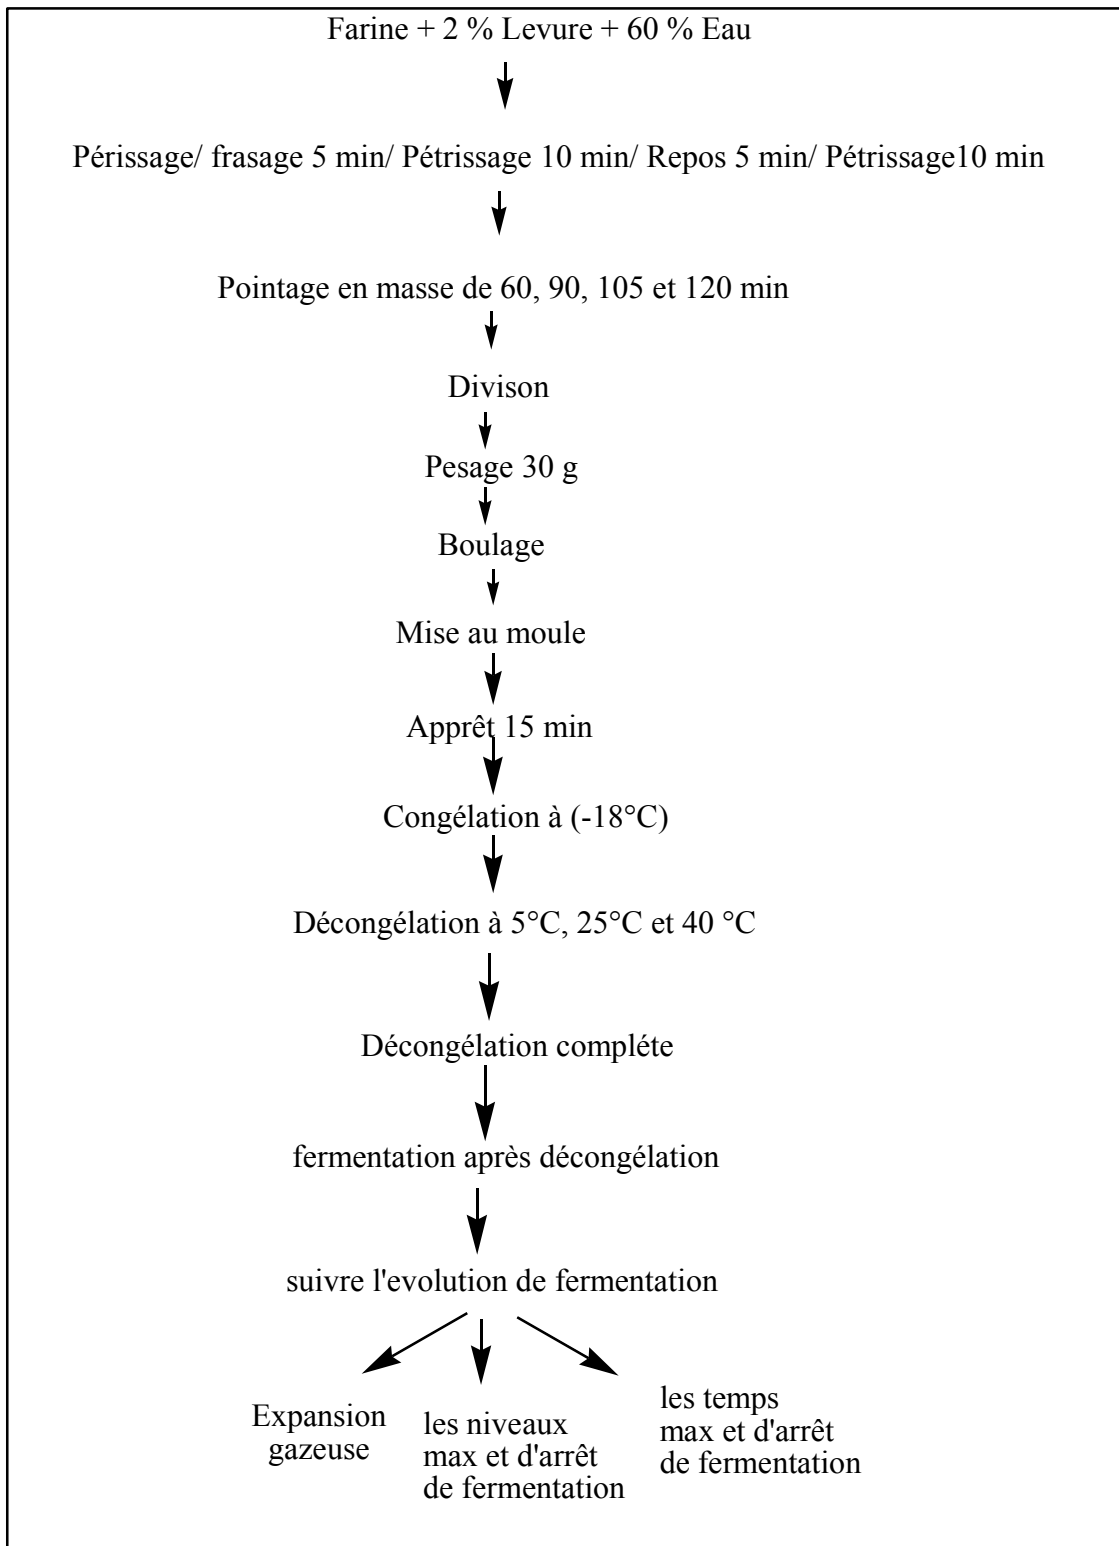 Farine + 2 % Levure + 60 % Eau
Périssage/ frasage 5 min/ Pétrissage 10 min/ Repos 5 min/ Pétrissage10 min
Pointage en masse de 60, 90, 105 et 120 min
Divison
Pesage 30 g
Boulage
Mise au moule
Apprêt 15 min
Congélation à (-18°C)
Décongélation à 5°C, 25°C et 40 °C
Décongélation compléte
fermentation après décongélation
suivre l'evolution de fermentation
Expansion
gazeuse
les niveaux
max et d'arrêt
de fermentation
les temps
max et d'arrêt
de fermentation